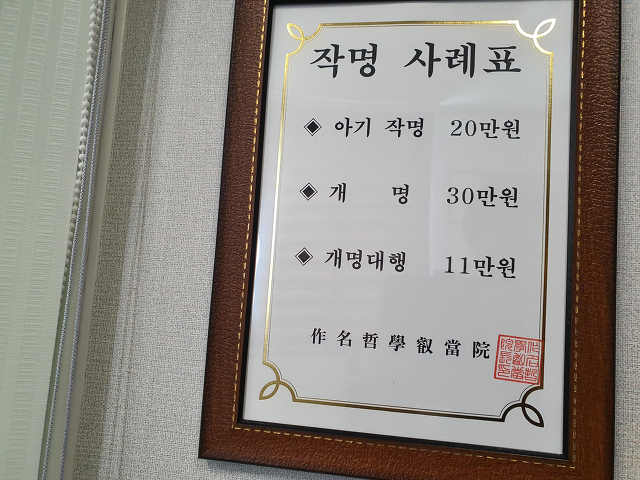 작명 사례표
◈ 아기 작명 20만원
◈ 개 명 30만원
◈ 개명대행 11만원
作名哲學叡當院